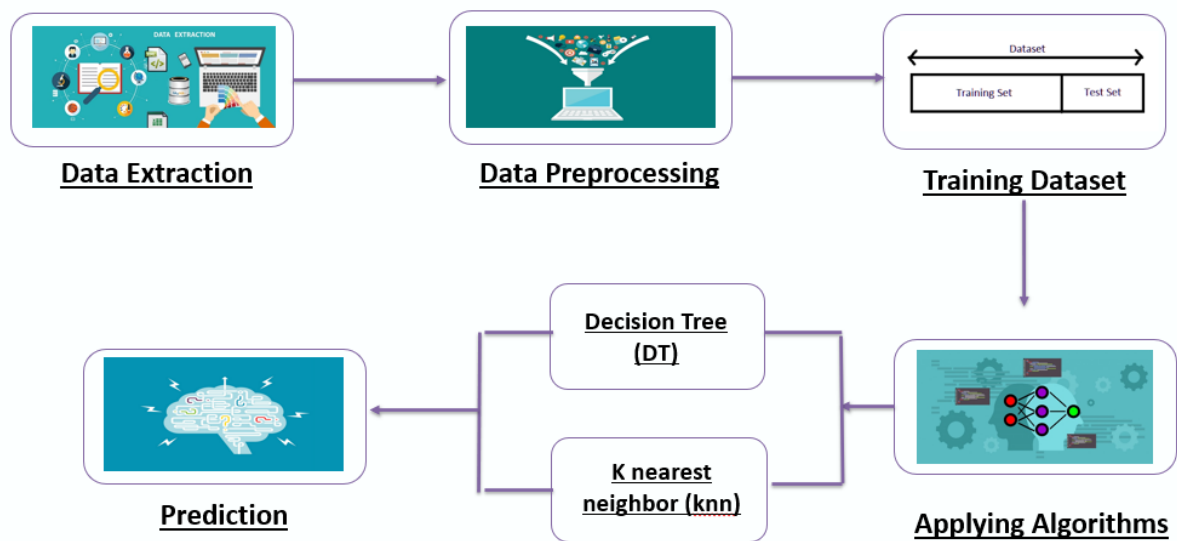 DATA EXTRACTION
Data Extraction
Data Preprocessing
Dataset
Training Set
Test Set
Training Dataset
Decision Tree
(DT)
K nearest
neighbor (knn)
Prediction
Applying Algorithms